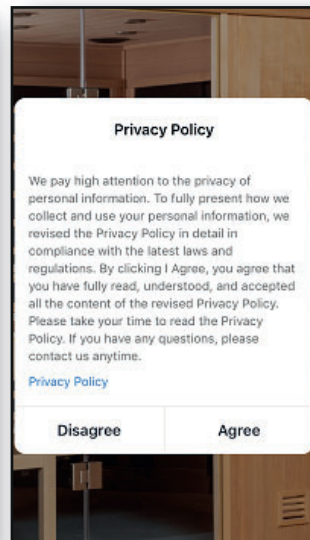 Privacy Policy
We pay high attention to the privacy of
personal information. To fully present how we
collect and use your personal information, we
revised the Privacy Policy in detail in
compliance with the latest laws and
regulations. By clicking I Agree, you agree that
you have fully read, understood, and accepted
all the content of the revised Privacy Policy.
Please take your time to read the Privacy
Policy. If you have any questions, please
contact us anytime.
Privacy Policy
Disagree
Agree